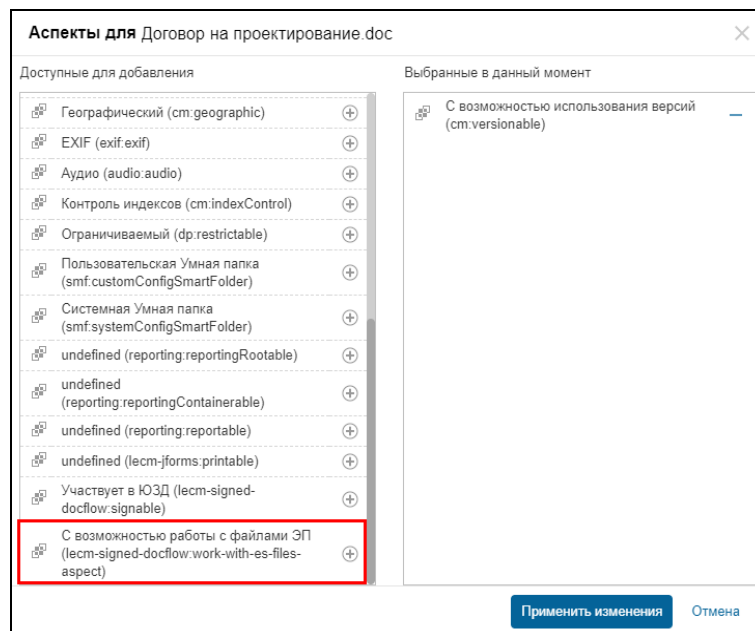 Аспекты для Договор на проектирование.doc
Доступные для добавления
Географический (cm:geographic)
EXIF (exif:exif)
Аудио (audio:audio)
Контроль индексов (cm:indexControl)
Ограничиваемый (dp:restrictable)
Пользовательская Умная папка
(smf:customConfigSmartFolder)
Системная Умная папка
(smf:systemConfigSmartFolder)
undefined (reporting:reportingRootable)
undefined
(reporting:reportingContainerable)
undefined (reporting:reportable)
undefined (lecm-jforms:printable)
Участвует в ЮЗД (lecm-signed-
docflow:signable)
С возможностью работы с файлами ЭП
(lecm-signed-docflow:work-with-es-files-
aspect)
Выбранные в данный момент
С возможностью использования версий
(cm:versionable)
Применить изменения
Отмена